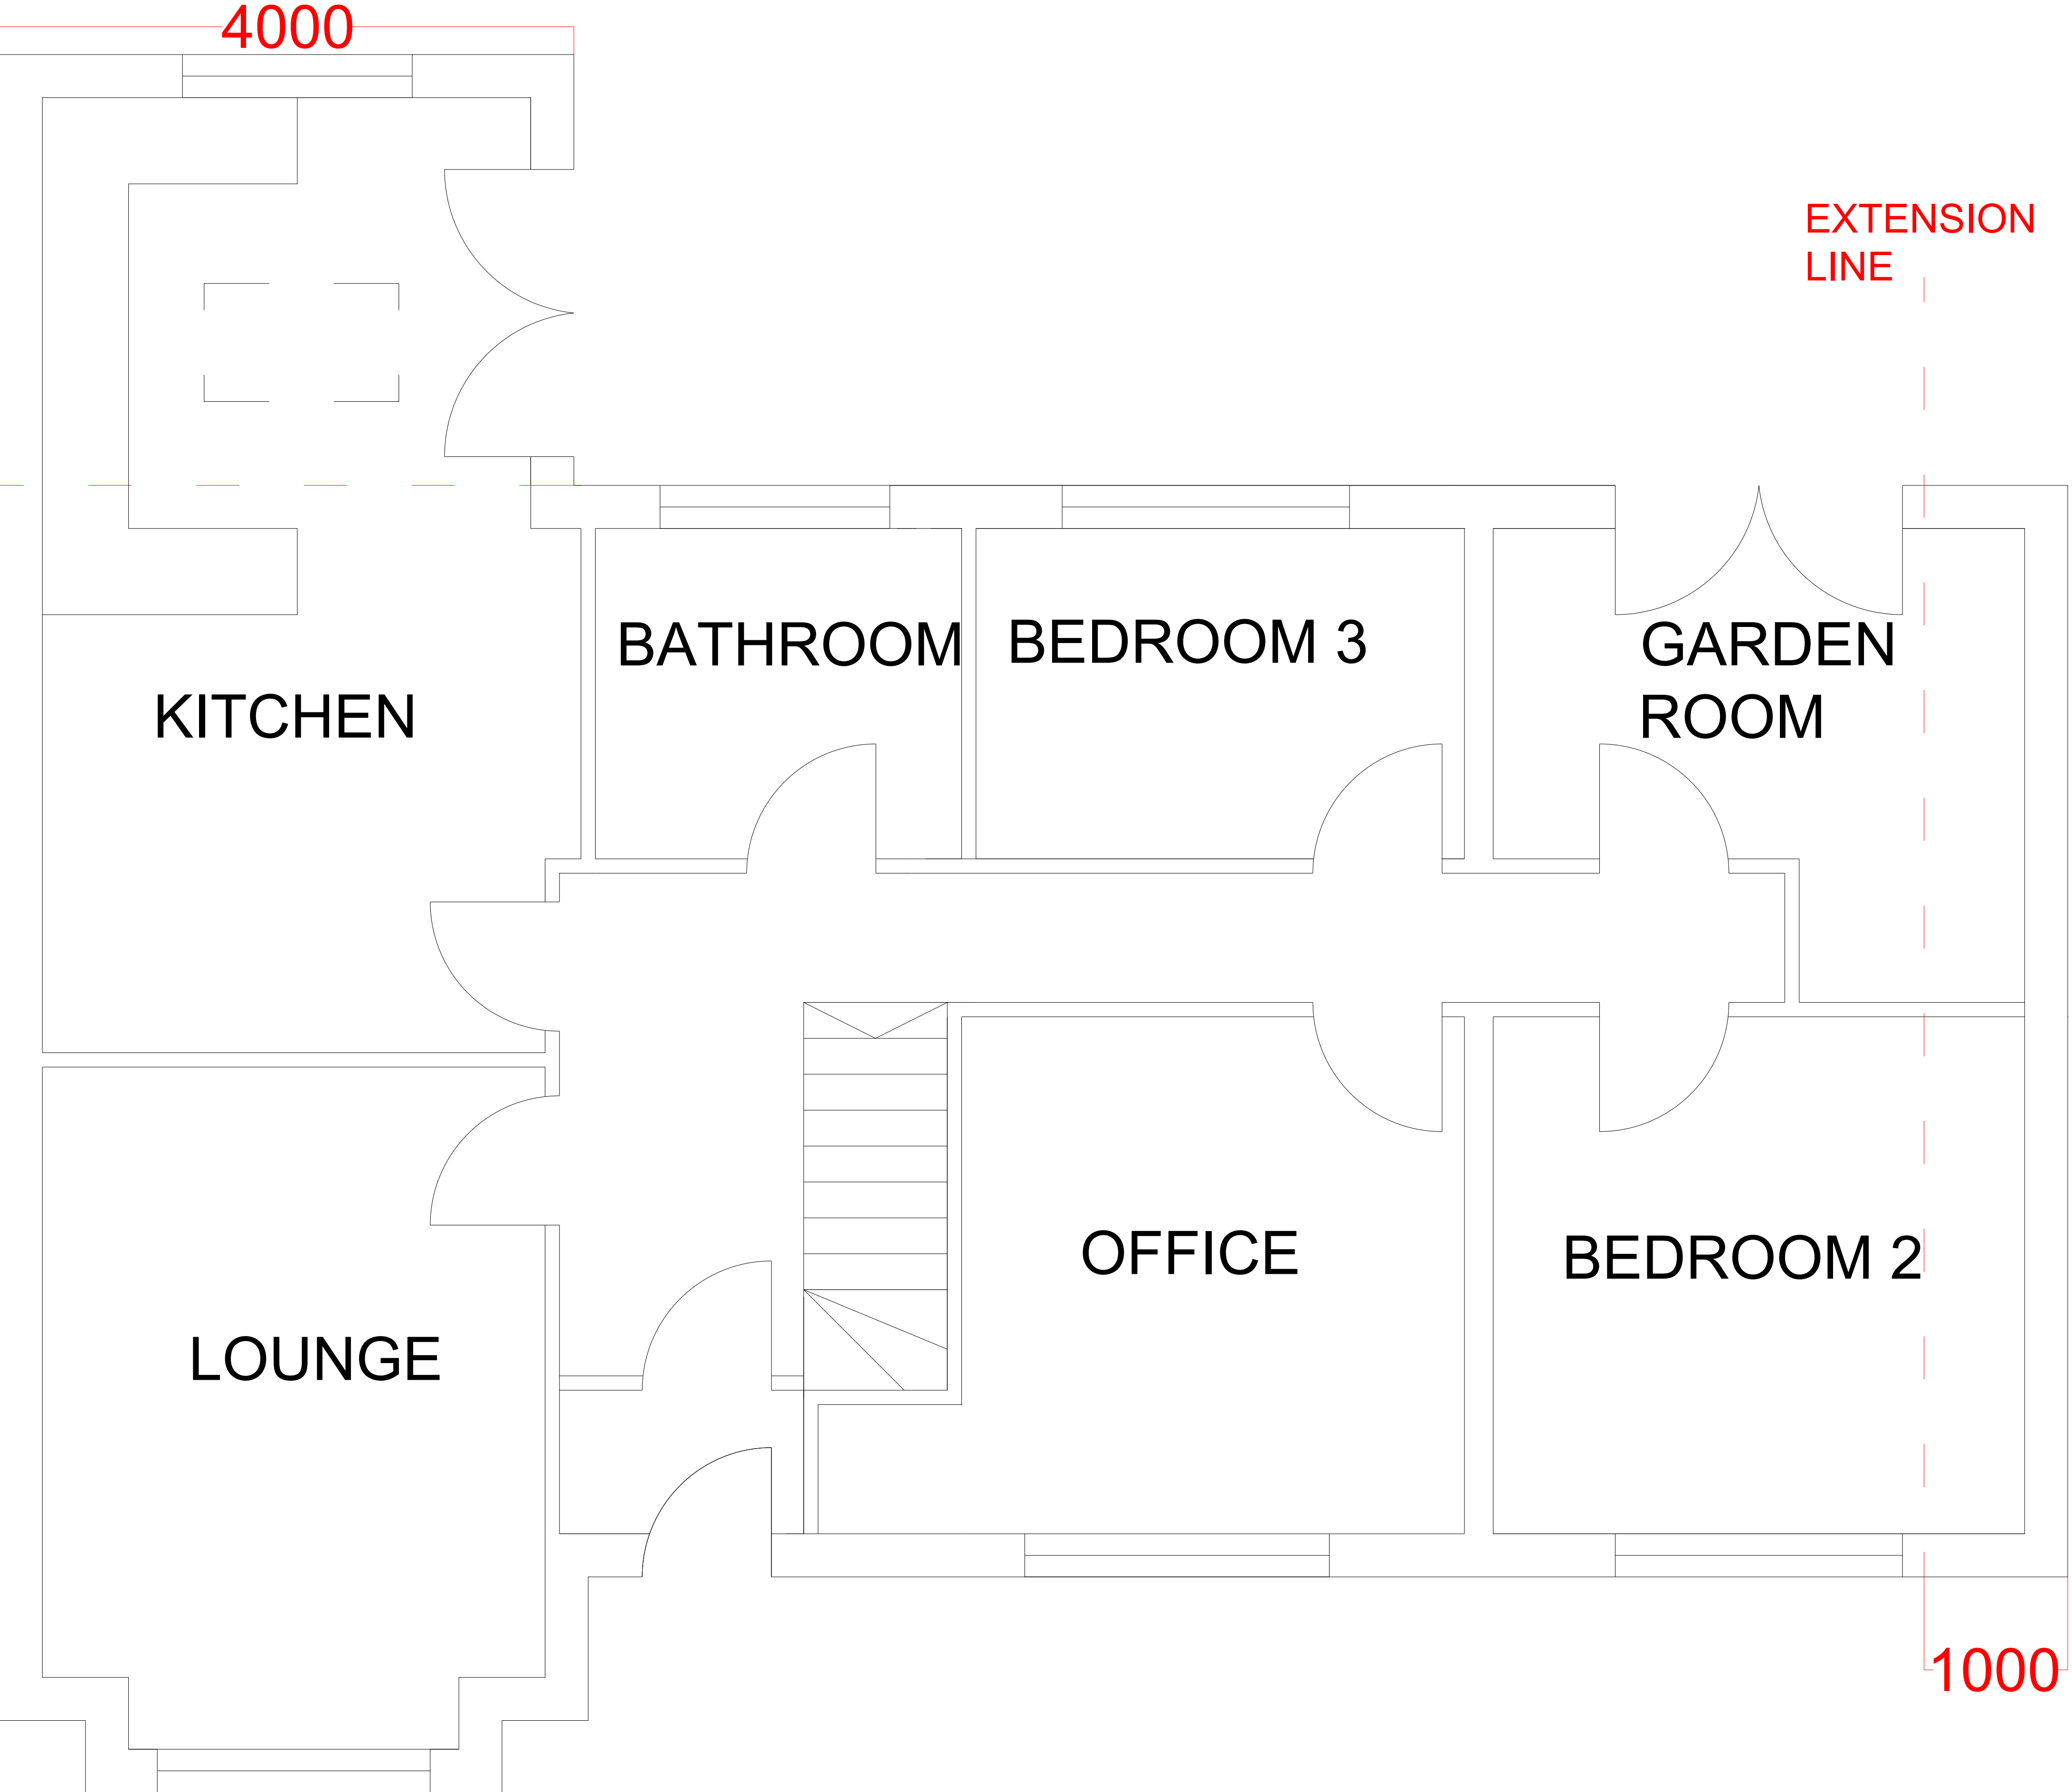 4000
EXTENSION
LINE
BATHROOM
BEDROOM 3
GARDEN
ROOM
KITCHEN
OFFICE
BEDROOM 2
LOUNGE
1000